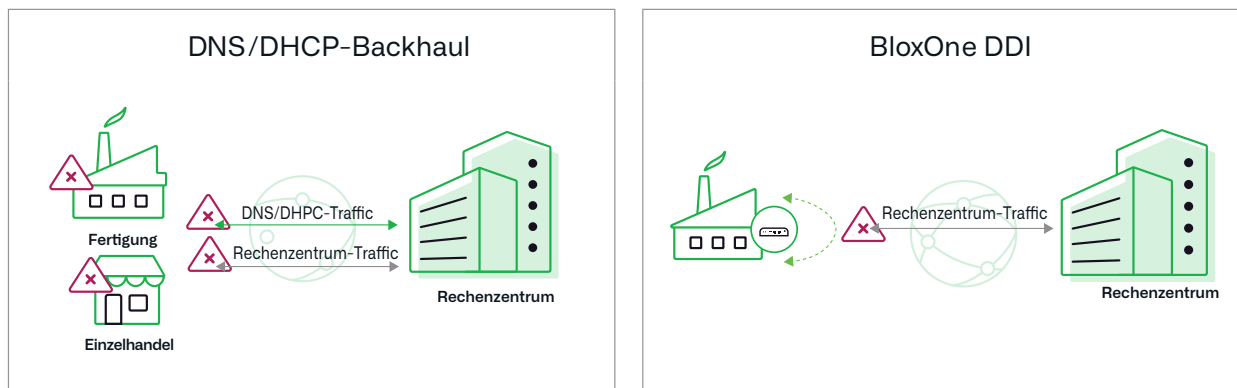 DNS/DHCP-Backhaul
DNS/DHPC-Traffic
Rechenzentrum-Traffic
Fertigung
Einzelhandel
Rechenzentrum
BloxOne DDI
Rechenzentrum-Traffic
Rechenzentrum